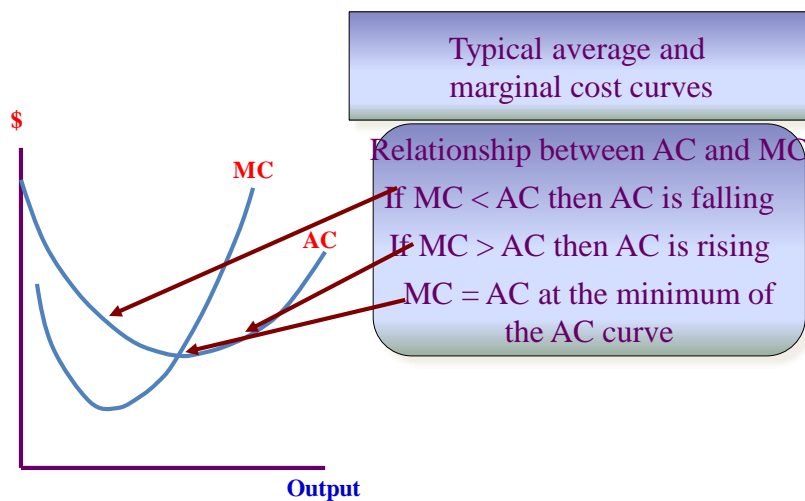 Typical average and
marginal cost curves
$
MC
AC
Relationship between AC and MC
If MC < AC then AC is falling
If MC > AC then AC is rising
MC = AC at the minimum of
the AC curve
Output